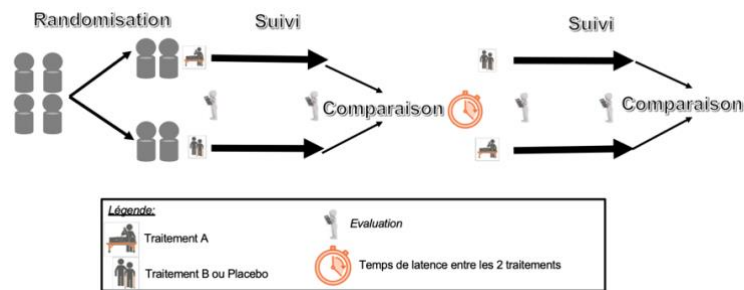 Randomisation
Suivi
Suivi
Comparaison
Comparaison
Légende:
Traitement A
Traitement B ou Placebo
Evaluation
Temps de latence entre les 2 traitements